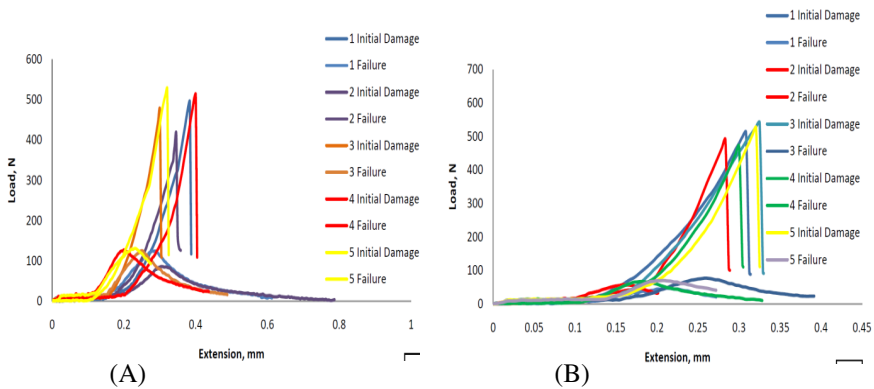 600
500
400
300
200
100
0
Load, N
0
0.2
0.4
0.6
0.8
1
Extension, mm
1 Initial Damage
1 Failure
2 Initial Damage
2 Failure
3 Initial Damage
3 Failure
4 Initial Damage
4 Failure
5 Initial Damage
5 Failure
(A)
700
600
500
400
300
200
100
0
Load, N
0
0.05
0.1
0.15
0.2
0.25
0.3
0.35
0.4
0.45
Extension, mm
1 Initial Damage
1 Failure
2 Initial Damage
2 Failure
3 Initial Damage
3 Failure
4 Initial Damage
4 Failure
5 Initial Damage
5 Failure
(B)